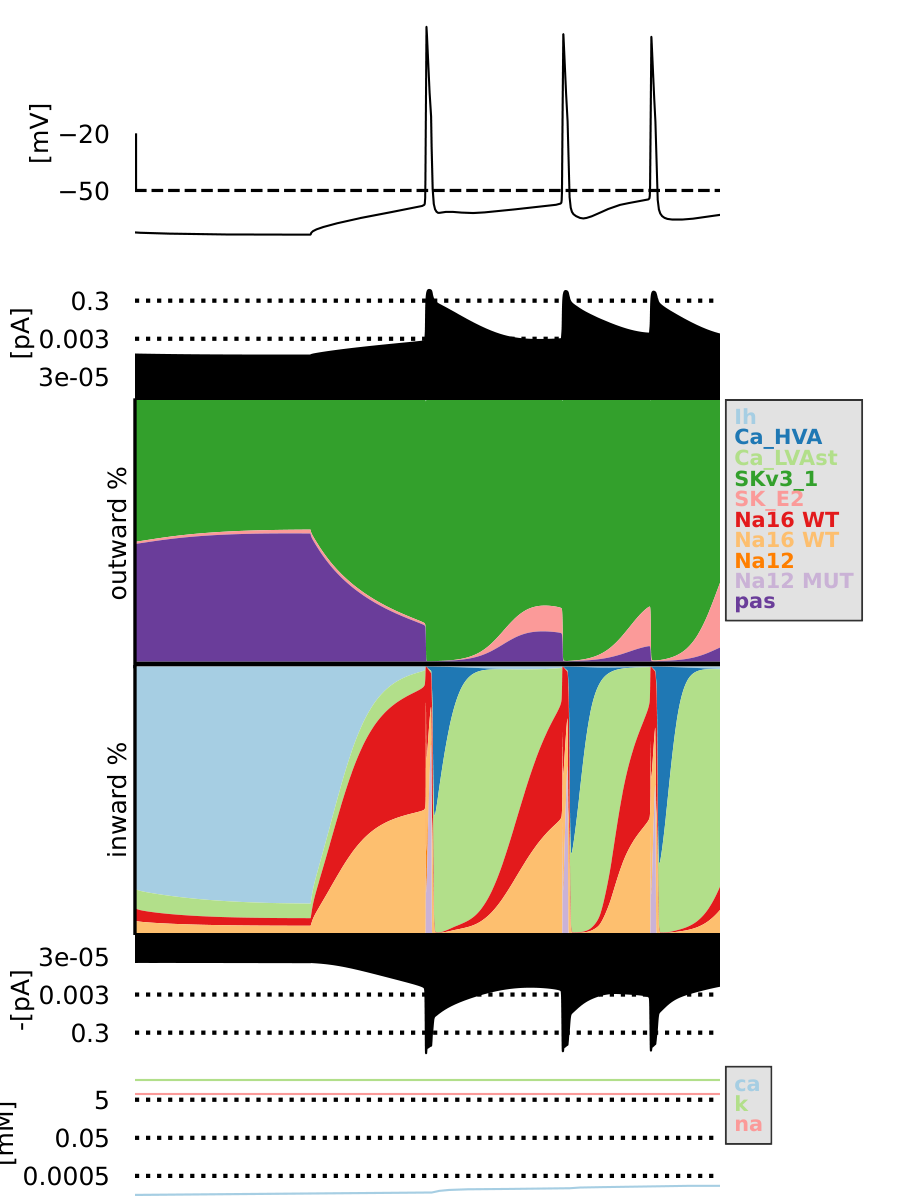 [mV]
−20
−50
[pA]
0.3
0.003
3e-05
outward %
Ih
Ca_HVA
Ca_LVAst
SKv3_1
SK_E2
Na16 WT
Na16 WT
Na12
Na12 MUT
pas
inward %
-[pA]
3e-05
0.003
0.3
[mM]
5
0.05
0.0005
ca
k
na